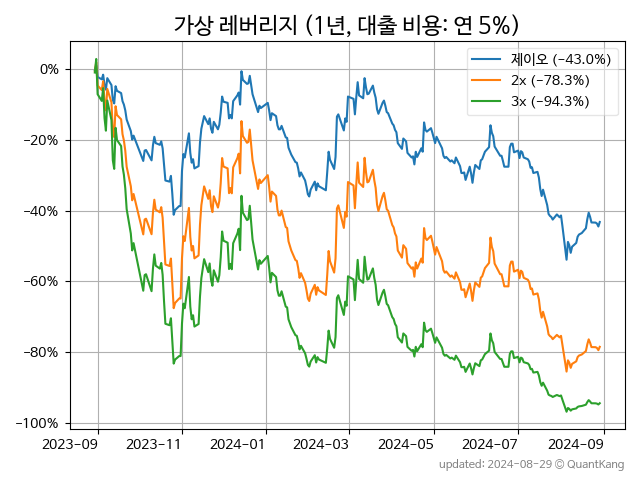 가상 레버리지 (1년, 대출 비용: 연 5%)
제이오 (−43.0%)
2x (−78.3%)
3x (−94.3%)
0%
−20%
−40%
−60%
−80%
−100%
2023−09 2023−11 2024−01 2024−03 2024−05 2024−07 2024−09
updated: 2024-08-29 © QuantKang